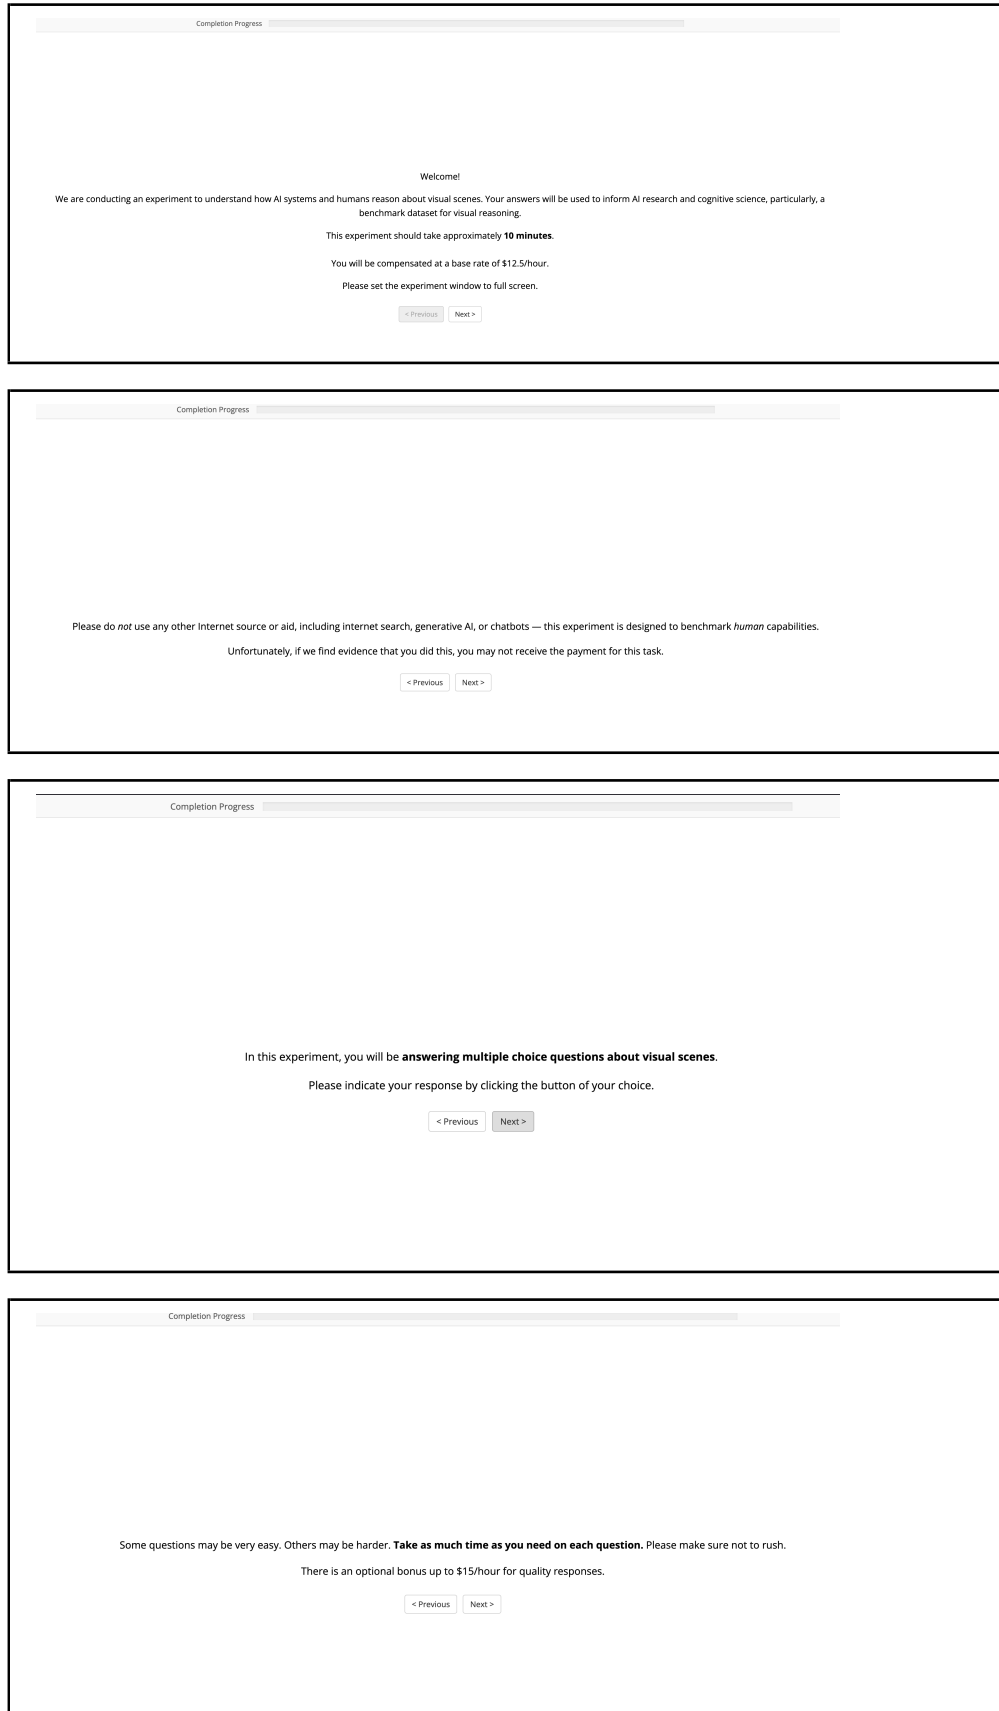 Completion Progress
Welcome!
We are conducting an experiment to understand how AI systems and humans reason about visual scenes. Your answers will be used to inform AI research and cognitive science, particularly, a
benchmark dataset for visual reasoning.
This experiment should take approximately 10 minutes.
You will be compensated at a base rate of $12.5/hour.
Please set the experiment window to full screen.
< Previous Next >
Completion Progress
Please do not use any other Internet source or aid, including internet search, generative AI, or chatbots — this experiment is designed to benchmark human capabilities.
Unfortunately, if we find evidence that you did this, you may not receive the payment for this task.
< Previous Next >
Completion Progress
In this experiment, you will be answering multiple choice questions about visual scenes.
Please indicate your response by clicking the button of your choice.
< Previous Next >
Completion Progress
Some questions may be very easy. Others may be harder. Take as much time as you need on each question. Please make sure not to rush.
There is an optional bonus up to $15/hour for quality responses.
< Previous Next >